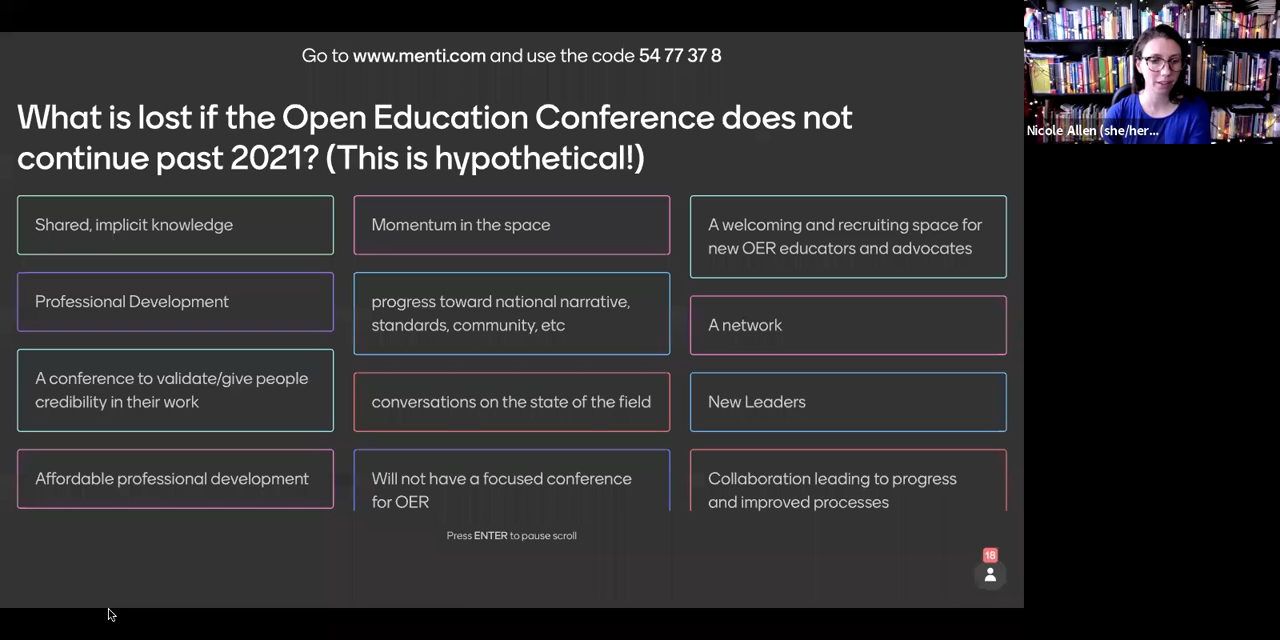 Go to www.menti.com and use the code 54 77 37 8
What is lost if the Open Education Conference does not
continue past 2021? (This is hypothetical!)
Shared, implicit knowledge
Professional Development
A conference to validate/give people
credibility in their work
Affordable professional development
Momentum in the space
progress toward national narrative,
standards, community, etc
conversations on the state of the field
Will not have a focused conference
for OER
A welcoming and recruiting space for
new OER educators and advocates
A network
New Leaders
Collaboration leading to progress
and improved processes
Press ENTER to pause scroll
18
Nicole Allen (she/her...